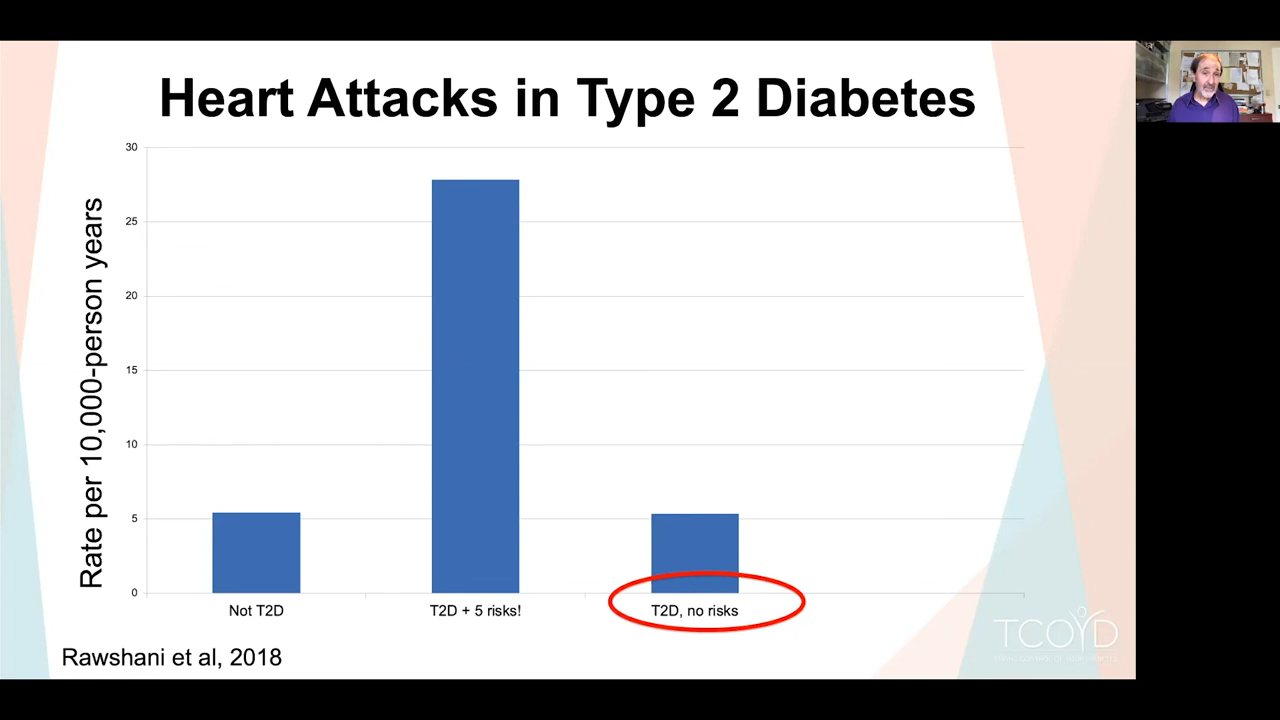 Heart Attacks in Type 2 Diabetes
Rate per 10,000-person years
30
25
20
15
10
5
0
Not T2D
T2D + 5 risks!
T2D, no risks
Rawshani et al, 2018
TCOYD